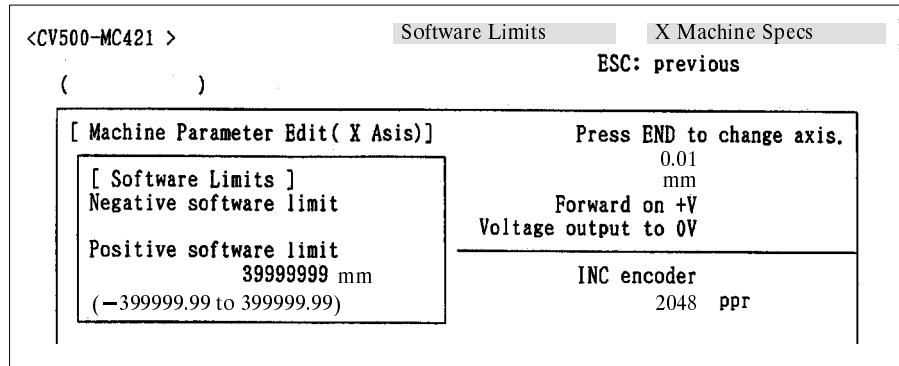 <CV500-MC421 > Software Limits X Machine Specs
ESC: previous
( )
[ Machine Parameter Edit( X Asis)] Press END to change axis.
0.01
[ Software Limits ] mm
Negative software limit Forward on +V
Voltage output to 0V
Positive software limit
39999999 mm INC encoder
(−399999.99 to 399999.99) 2048 ppr